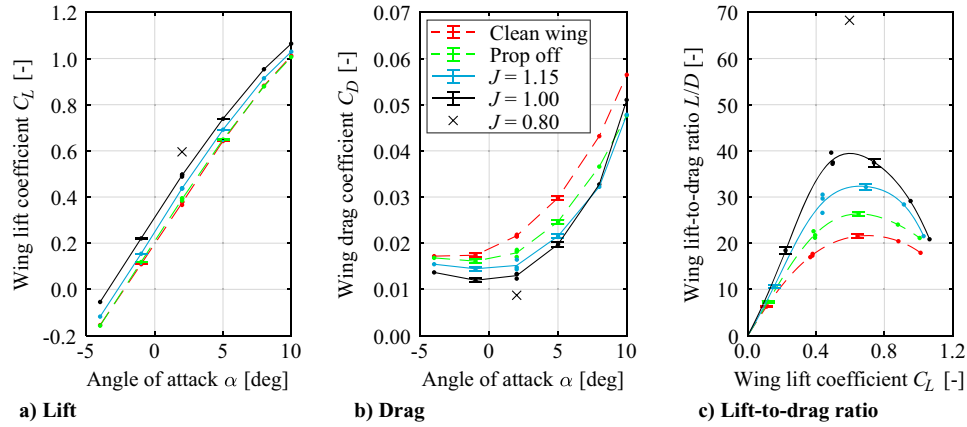 Wing lift coefficient C_L [-]
1.2
1.0
0.8
0.6
0.4
0.2
0.0
-0.2
-5
0
5
10
Angle of attack α [deg]
a) Lift
Wing drag coefficient C_D [-]
0.07
0.06
0.05
0.04
0.03
0.02
0.01
0.00
-5
0
5
10
Angle of attack α [deg]
b) Drag
Clean wing
Prop off
J = 1.15
J = 1.00
J = 0.80
Wing lift-to-drag ratio L/D [-]
70
60
50
40
30
20
10
0
0.0
0.4
0.8
1.2
Wing lift coefficient C_L [-]
c) Lift-to-drag ratio